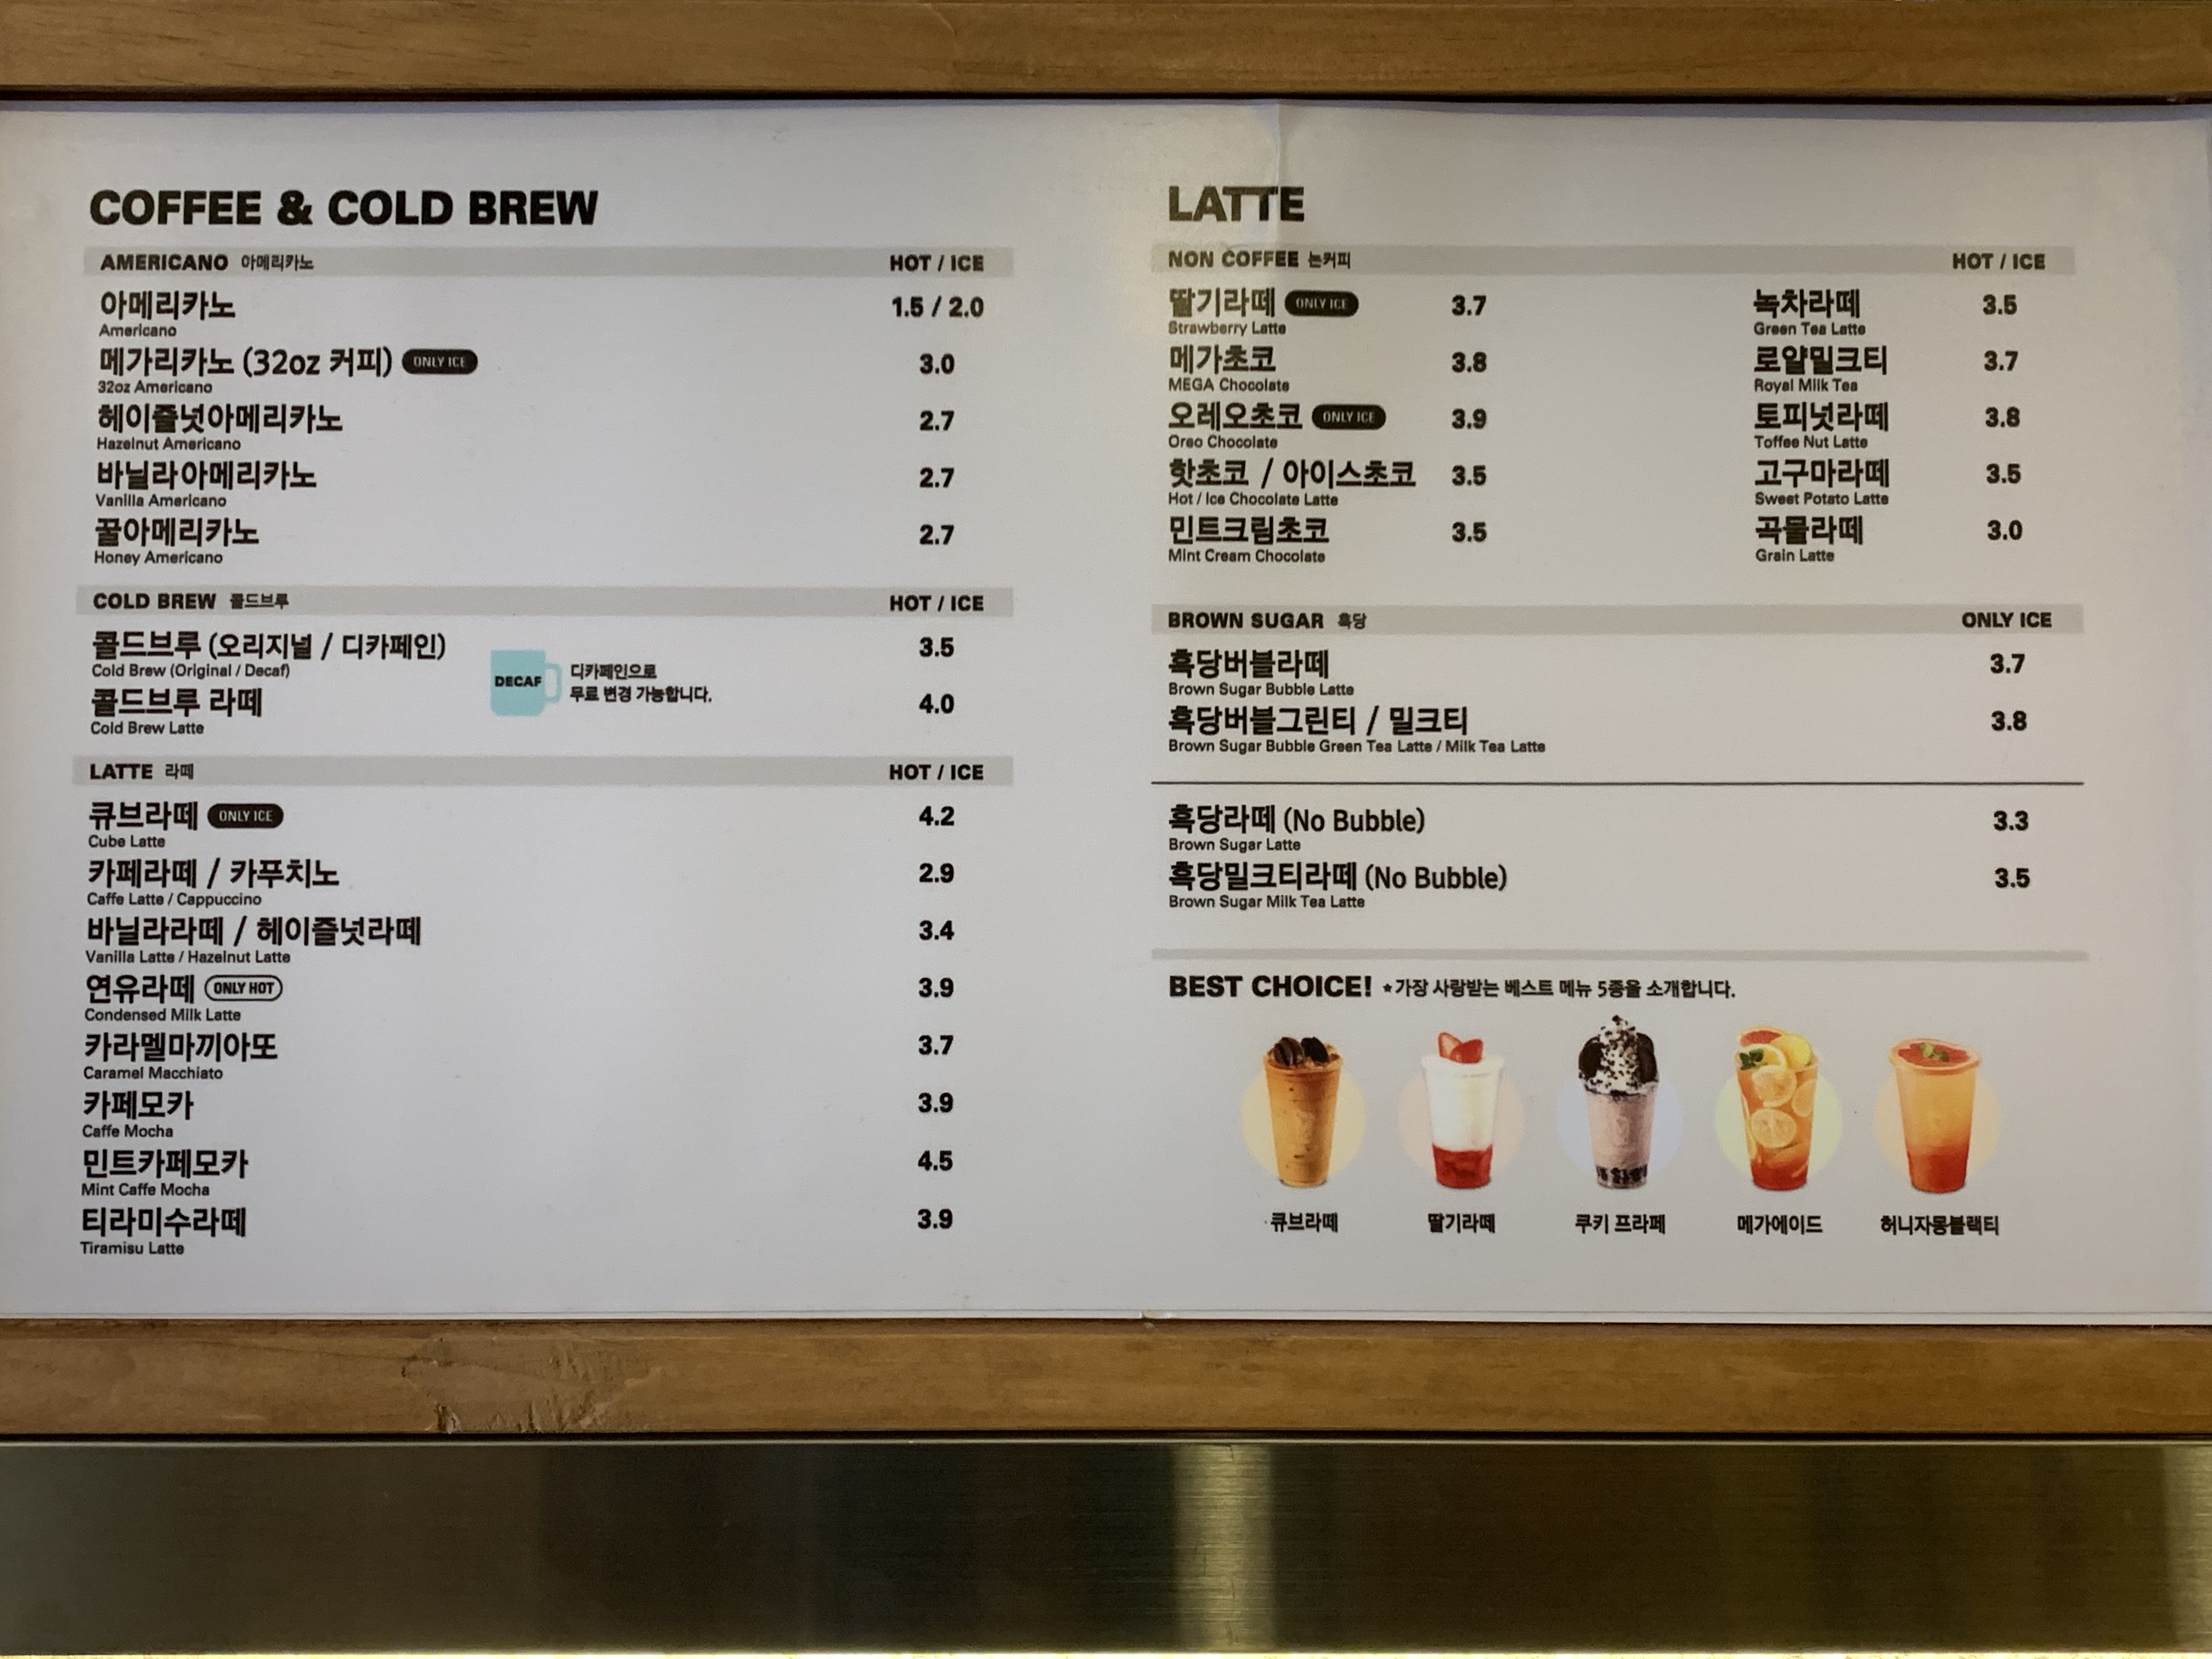 COFFEE & COLD BREW
AMERICANO 아메리카노 HOT / ICE
아메리카노 1.5 / 2.0
Americano
메가리카노 (32oz 커피) ONLY ICE 3.0
32oz Americano
헤이즐넛아메리카노 2.7
Hazelnut Americano
바닐라아메리카노 2.7
Vanilla Americano
꿀아메리카노 2.7
Honey Americano
COLD BREW 콜드브루 HOT / ICE
콜드브루 (오리지널 / 디카페인) 3.5
Cold Brew (Original / Decaf)
콜드브루 라떼 4.0
Cold Brew Latte
DECAF
디카페인으로
무료 변경 가능합니다.
LATTE 라떼 HOT / ICE
큐브라떼 ONLY ICE 4.2
Cube Latte
카페라떼 / 카푸치노 2.9
Caffe Latte / Cappuccino
바닐라라떼 / 헤이즐넛라떼 3.4
Vanilla Latte / Hazelnut Latte
연유라떼 ONLY HOT 3.9
Condensed Milk Latte
카라멜마끼아또 3.7
Caramel Macchiato
카페모카 3.9
Caffe Mocha
민트카페모카 4.5
Mint Caffe Mocha
티라미수라떼 3.9
Tiramisu Latte
LATTE
NON COFFEE 논커피 HOT / ICE
딸기라떼 ONLY ICE 3.7
Strawberry Latte
메가초코 3.8
MEGA Chocolate
오레오초코 ONLY ICE 3.9
Oreo Chocolate
핫초코 / 아이스초코 3.5
Hot / Ice Chocolate Latte
민트크림초코 3.5
Mint Cream Chocolate
녹차라떼 3.5
Green Tea Latte
로얄밀크티 3.7
Royal Milk Tea
토피넛라떼 3.8
Toffee Nut Latte
고구마라떼 3.5
Sweet Potato Latte
곡물라떼 3.0
Grain Latte
BROWN SUGAR 흑당 ONLY ICE
흑당버블라떼 3.7
Brown Sugar Bubble Latte
흑당버블그린티 / 밀크티 3.8
Brown Sugar Bubble Green Tea Latte / Milk Tea Latte
흑당라떼 (No Bubble) 3.3
Brown Sugar Latte
흑당밀크티라떼 (No Bubble) 3.5
Brown Sugar Milk Tea Latte
BEST CHOICE! ★가장 사랑받는 베스트 메뉴 5종을 소개합니다.
큐브라떼 딸기라떼 쿠키 프라페 메가에이드 허니자몽블랙티